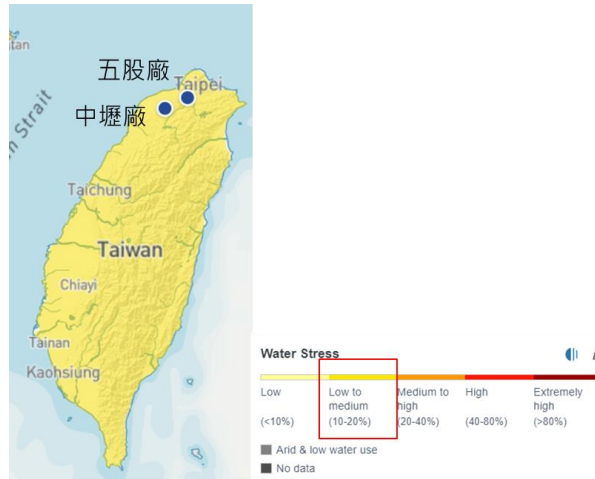 tan
n Strait
五股廠
Taipei
中壢廠
Taichung
Taiwan
Chiayi
Tainan
Kaohsiung
Water Stress
Low
(<10%)
Low to
medium
(10-20%)
Medium to
high
(20-40%)
High
(40-80%)
Extremely
high
(>80%)
Arid & low water use
No data